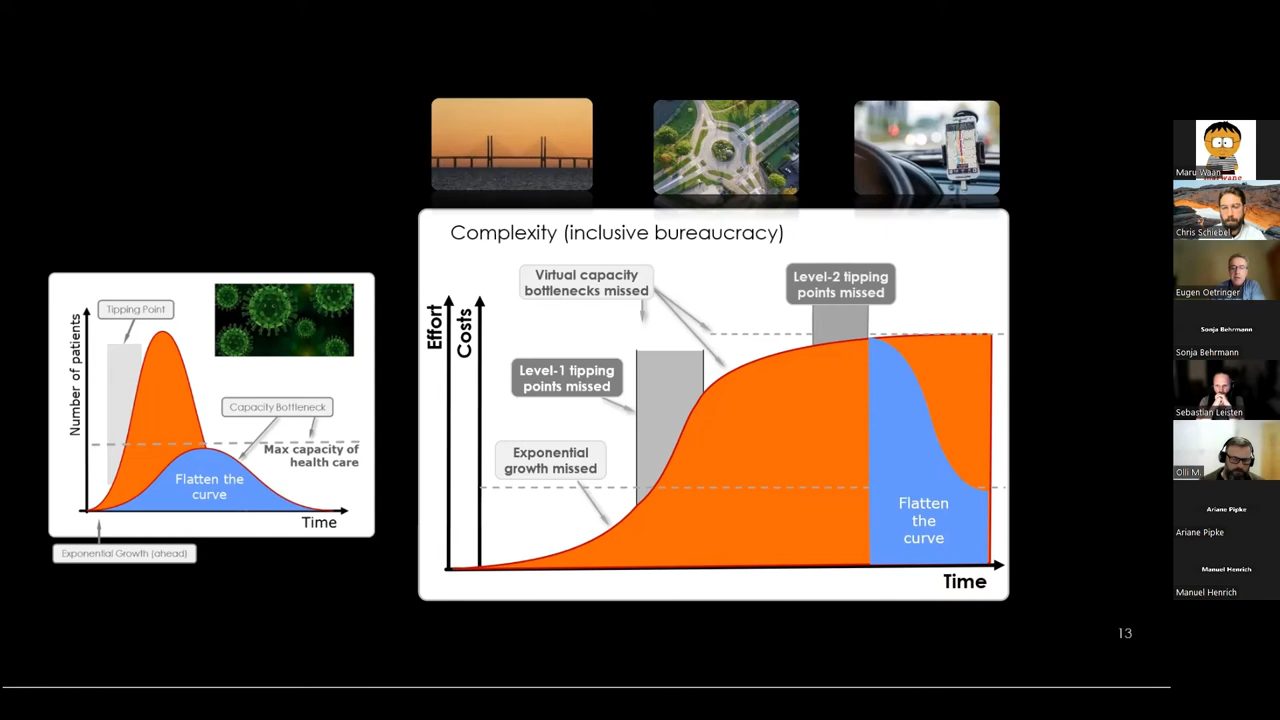 Tipping Point
Number of patients
Capacity Bottleneck
Max capacity of
health care
Flatten the
curve
Time
Exponential Growth (ahead)
Complexity (inclusive bureaucracy)
Virtual capacity
bottlenecks missed
Level-2 tipping
points missed
Effort
Costs
Level-1 tipping
points missed
Exponential
growth missed
Flatten
the
curve
Time
13
Maru Waan
Chris Schiebel
Eugen Oetringer
Sonja Behrmann
Sonja Behrmann
Sebastian Leisten
Olli M.
Ariane Pipke
Ariane Pipke
Manuel Henrich
Manuel Henrich